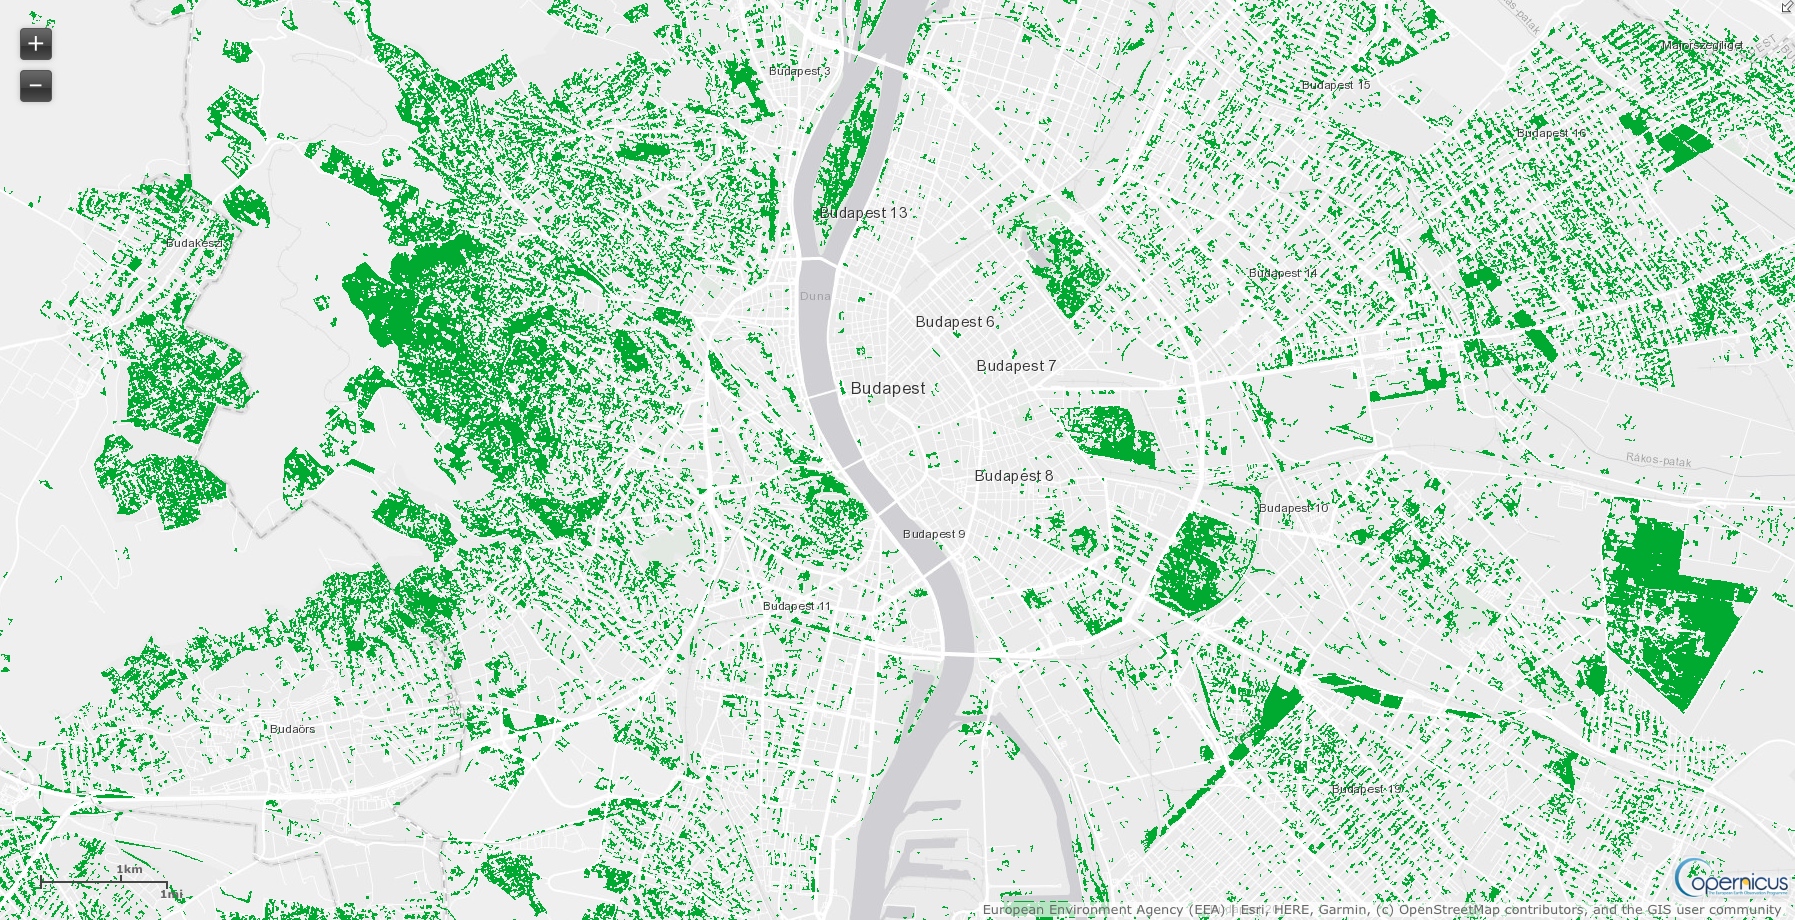 +
Budapest 3
Majorszegiliget
Budapest 15
Budapest 16
−
Budapest 13
Budakeszi
Budapest 14
Duna
Budapest 6
Budapest 7
Budapest
Rákos-patak
Budapest 8
Budapest 10
Budapest 9
Budapest 11
Budaörs
Budapest 19
1km
1mi
Copernicus
European Environment Agency (EEA) | Esri, HERE, Garmin, (c) OpenStreetMap contributors, and the GIS user community